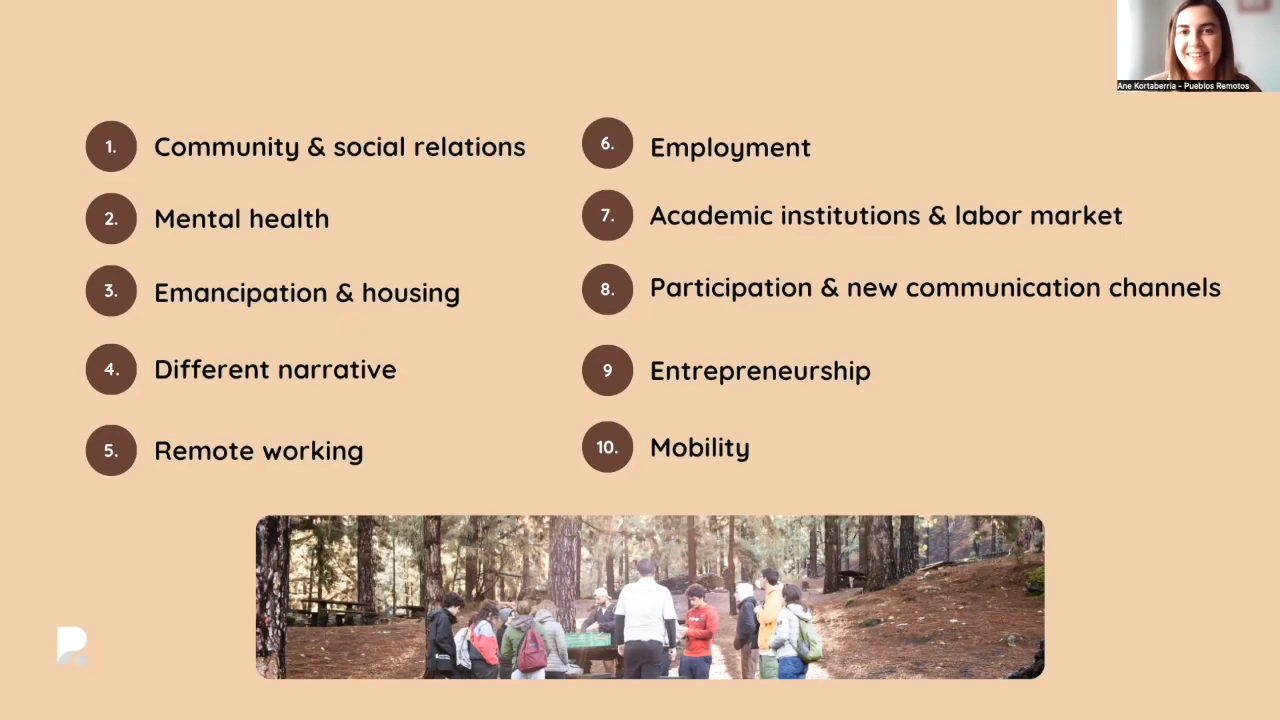 Ane Kortaberria - Pueblos Remotos
1. Community & social relations
2. Mental health
3. Emancipation & housing
4. Different narrative
5. Remote working
6. Employment
7. Academic institutions & labor market
8. Participation & new communication channels
9 Entrepreneurship
10. Mobility